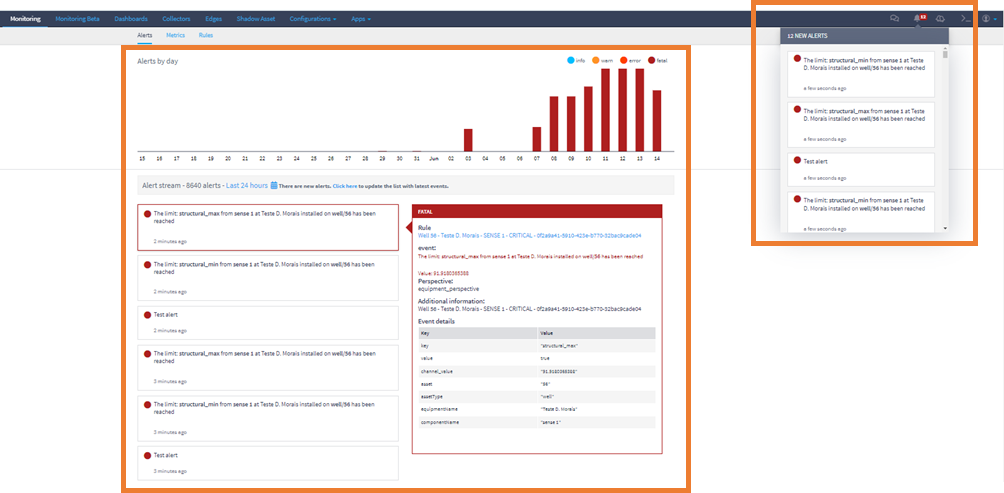 Monitoring Monitoring Beta Dashboards Collectors Edges Shadow Asset Configurations Apps
Alerts Metrics Rules
12 NEW ALERTS
The limit: structural_min from sense 1 at Teste
D. Morais installed on well/56 has been reached
a few seconds ago
The limit: structural_max from sense 1 at Teste
D. Morais installed on well/56 has been reached
a few seconds ago
Test alert
a few seconds ago
The limit: structural_min from sense 1 at Teste
D. Morais installed on well/56 has been reached
a few seconds ago
Alerts by day
info warn error fatal
15 16 17 18 19 20 21 22 23 24 25 26 27 28 29 30 31 Jun 02 03 04 05 06 07 08 09 10 11 12 13 14
Alert stream - 8640 alerts - Last 24 hours There are new alerts. Click here to update the list with latest events.
The limit: structural_max from sense 1 at Teste D. Morais installed on well/56 has been
reached
2 minutes ago
The limit: structural_min from sense 1 at Teste D. Morais installed on well/56 has been
reached
2 minutes ago
Test alert
2 minutes ago
The limit: structural_max from sense 1 at Teste D. Morais installed on well/56 has been
reached
3 minutes ago
The limit: structural_min from sense 1 at Teste D. Morais installed on well/56 has been
reached
3 minutes ago
Test alert
3 minutes ago
FATAL
Rule
Well 56 - Teste D. Morais - SENSE 1 - CRITICAL -
event:
The limit: structural_max from sense 1 at Teste D. Morais installed on well/56 has been reached
Value: 91.9180365388
Perspective:
equipment_perspective
Additional information:
Well 56 - Teste D. Morais - SENSE 1 - CRITICAL -
Event details
Key Value
key "structural_max"
value true
channel_value "91.9180365388"
asset "56"
assetType "well"
equipmentName "Teste D. Morais"
componentName "sense 1"